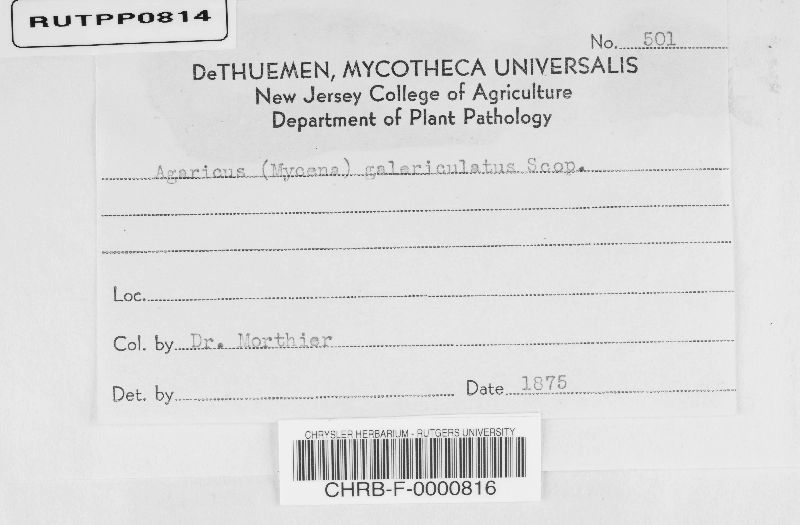 RUTPP0814
No. 501
DeTHUEMEN, MYCOTHECA UNIVERSALIS
New Jersey College of Agriculture
Department of Plant Pathology
Agaricus (Mycena) galericulatus Scop.
Loc.
Col. by Dr. Morthier
Det. by Date 1875
CHRYSLER HERBARIUM - RUTGERS UNIVERSITY
CHRB-F-0000816